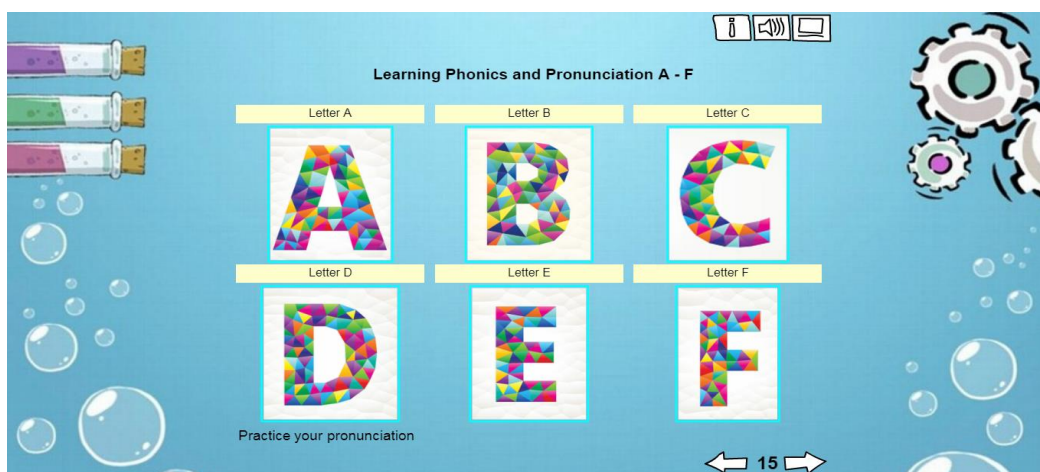 Learning Phonics and Pronunciation A - F
Letter A
Letter B
Letter C
A
B
C
Letter D
Letter E
Letter F
D
E
F
Practice your pronunciation
15